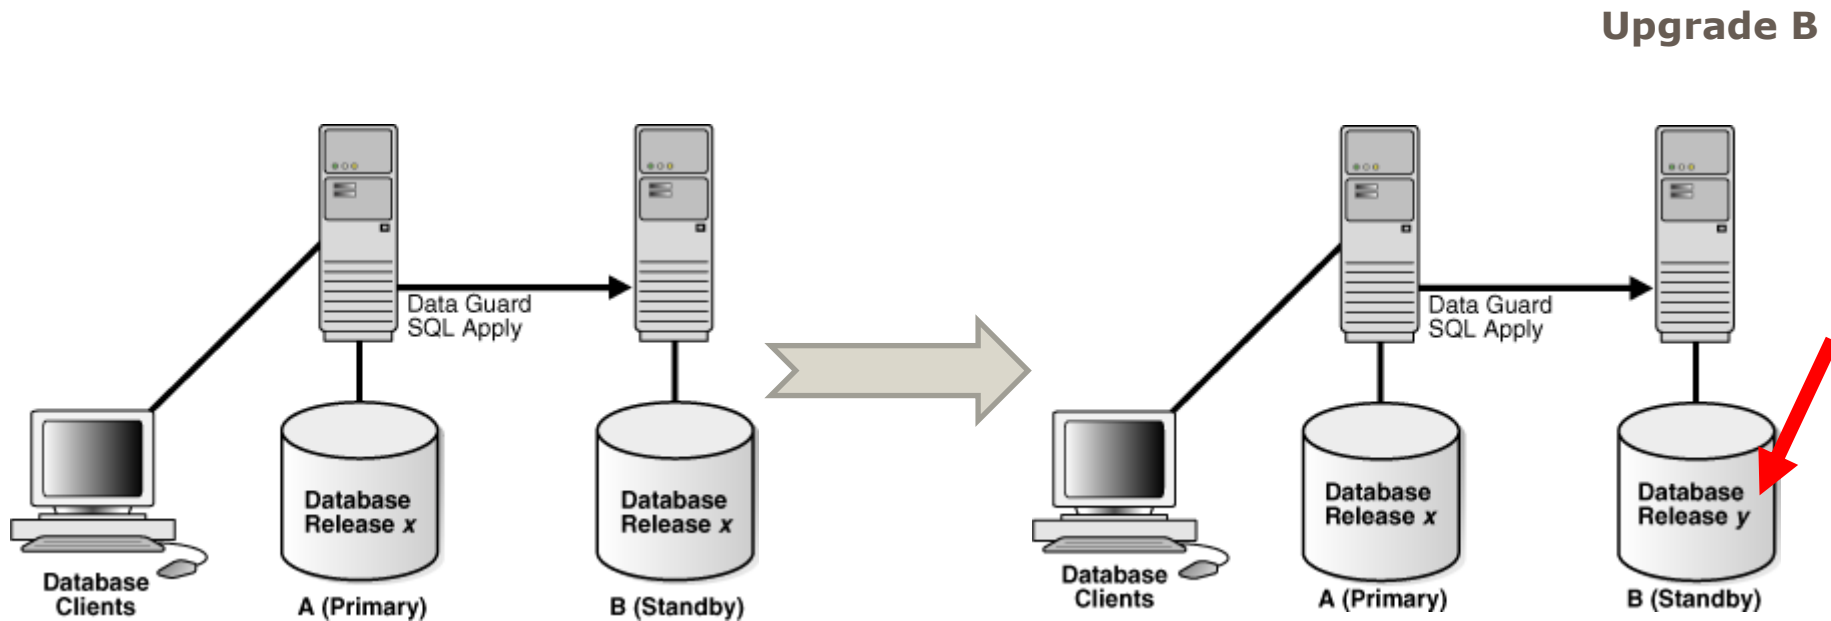 Upgrade B
Data Guard
SQL Apply
Database
Release x
Database
Release x
Database
Clients
A (Primary)
B (Standby)
Data Guard
SQL Apply
Database
Release x
Database
Release y
Database
Clients
A (Primary)
B (Standby)